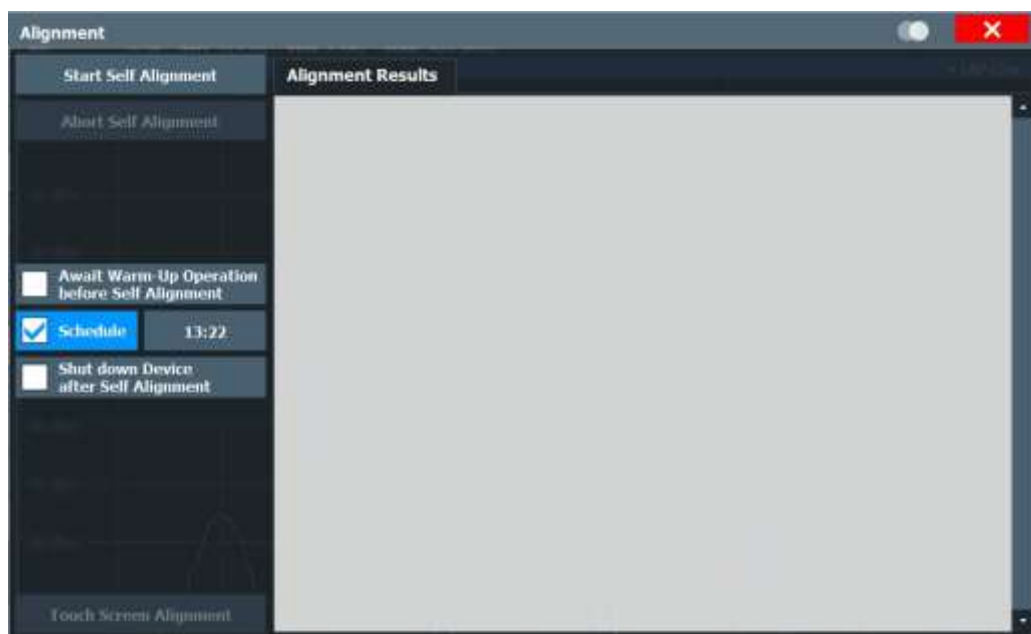 Alignment
Start Self Alignment
Alignment Results
Abort Self Alignment
Await Warm-Up Operation
before Self Alignment
Schedule
13:22
Shut down Device
after Self Alignment
Touch Screen Alignment